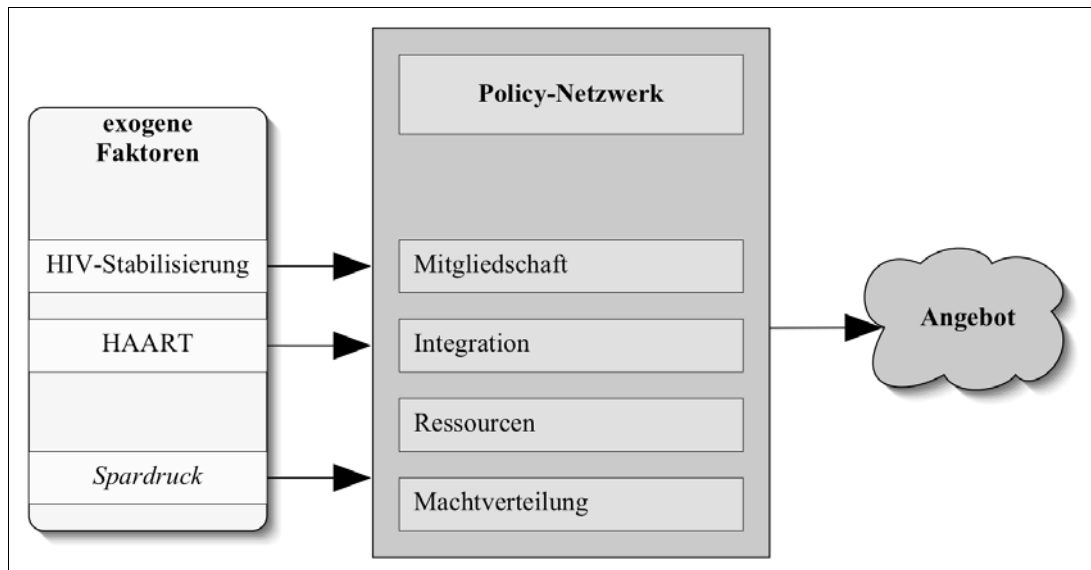 exogene
Faktoren
HIV-Stabilisierung
HAART
Spardruck
Policy-Netzwerk
Mitgliedschaft
Integration
Ressourcen
Machtverteilung
Angebot